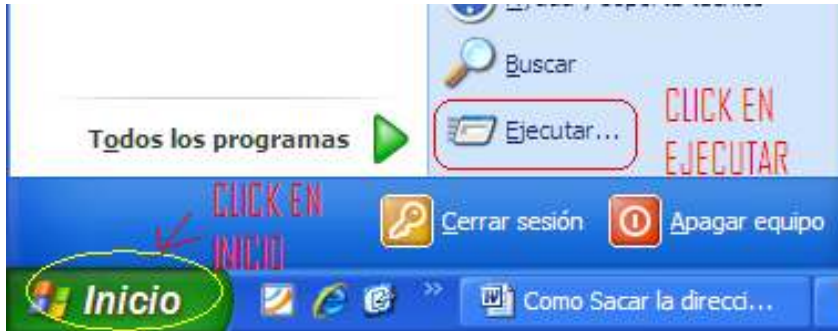 Buscar
Ejecutar...
CLICK EN
EJECUTAR
Todos los programas
CLICK EN
INICIO
Cerrar sesión
Apagar equipo
Inicio
Como Sacar la direcci...